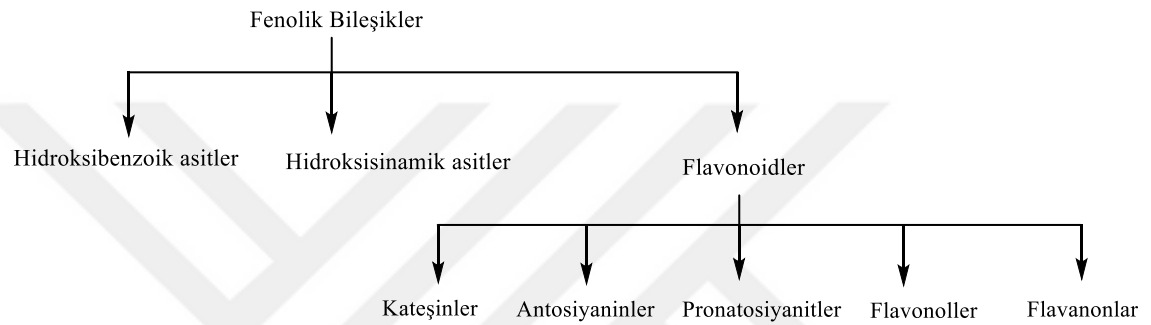 Fenolik Bileşikler
Hidroksibenzoik asitler
Hidroksisinamik asitler
Flavonoidler
Kateşinler
Antosiyaninler
Pronatosiyanitler
Flavonoller
Flavanonlar